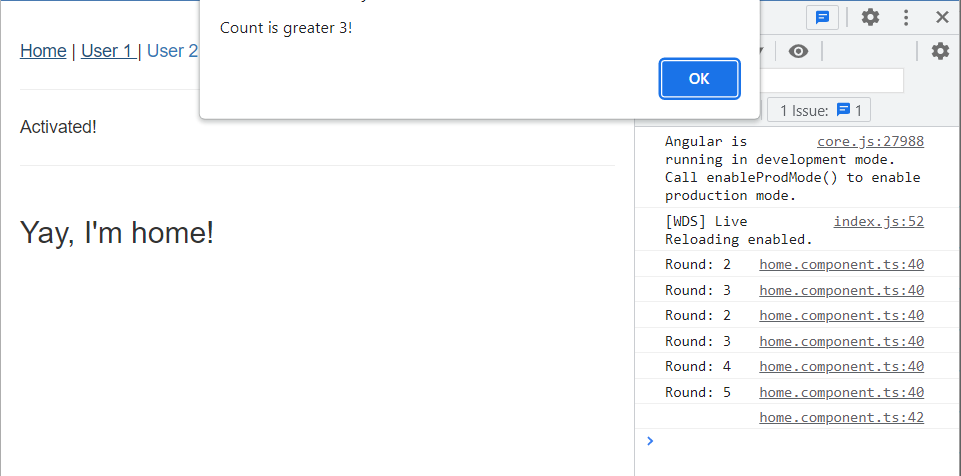 Count is greater 3!
OK
Home | User 1 | User 2
Activated!
Yay, I'm home!
1 Issue: 1
Angular is core.js:27988
running in development mode.
Call enableProdMode() to enable
production mode.
[WDS] Live index.js:52
Reloading enabled.
Round: 2 home.component.ts:40
Round: 3 home.component.ts:40
Round: 2 home.component.ts:40
Round: 3 home.component.ts:40
Round: 4 home.component.ts:40
Round: 5 home.component.ts:40
home.component.ts:42